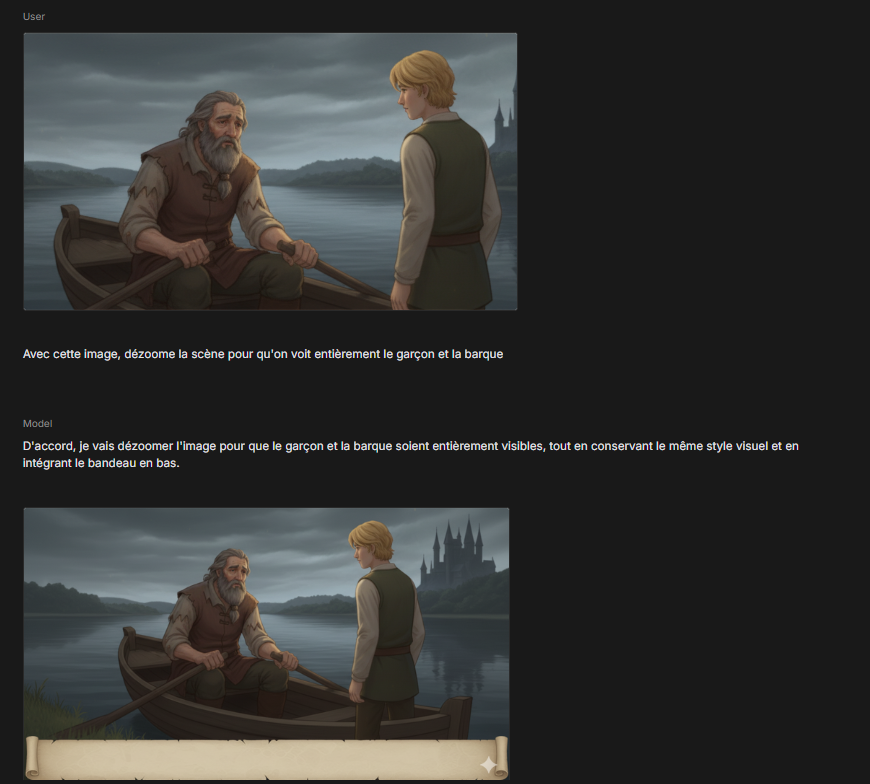 User
Avec cette image, dézoome la scène pour qu'on voit entièrement le garçon et la barque
Model
D'accord, je vais dézoomer l'image pour que le garçon et la barque soient entièrement visibles, tout en conservant le même style visuel et en
intégrant le bandeau en bas.